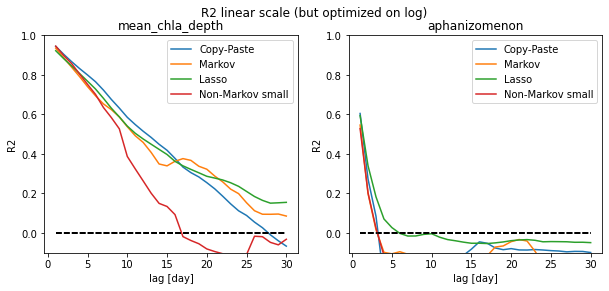 R2 linear scale (but optimized on log)
mean_chla_depth
R2
1.0
0.8
0.6
0.4
0.2
0.0
Copy-Paste
Markov
Lasso
Non-Markov small
0
5
10
15
20
25
30
lag [day]
aphanizomenon
R2
1.0
0.8
0.6
0.4
0.2
0.0
Copy-Paste
Markov
Lasso
Non-Markov small
0
5
10
15
20
25
30
lag [day]